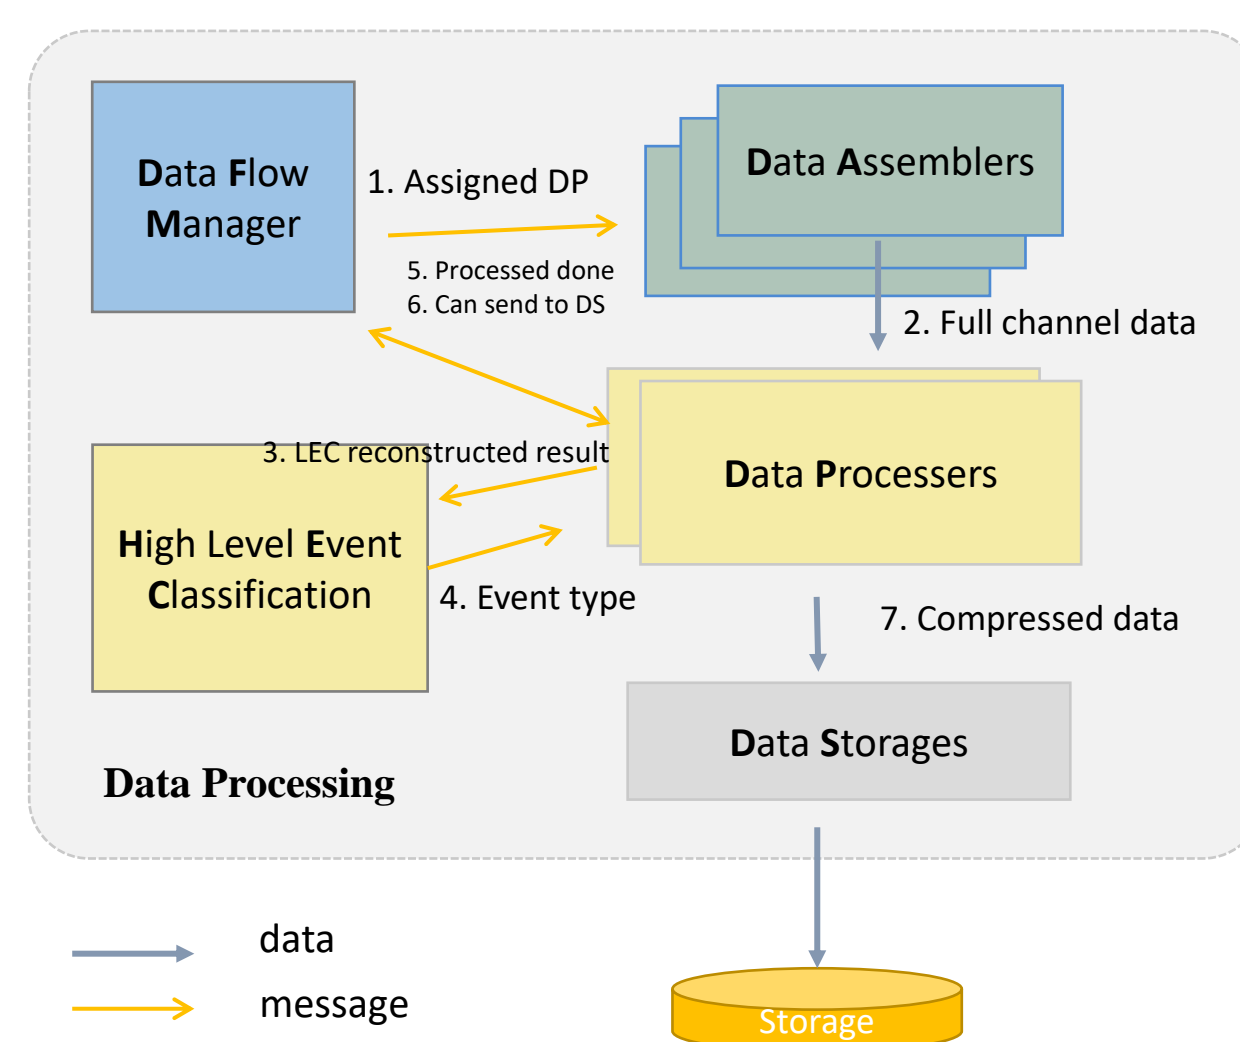 Data Flow
Manager
1. Assigned DP
Data Assemblers
5. Processed done
6. Can send to DS
2. Full channel data
3. LEC reconstructed result
Data Processers
High Level Event
Classification
4. Event type
7. Compressed data
Data Storages
Data Processing
data
message
Storage